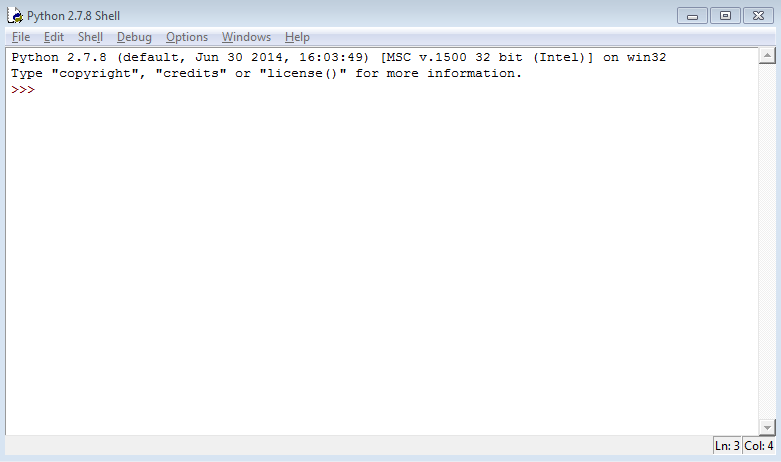 Python 2.7.8 Shell
File Edit Shell Debug Options Windows Help
Python 2.7.8 (default, Jun 30 2014, 16:03:49) [MSC v.1500 32 bit (Intel)] on win32
Type "copyright", "credits" or "license()" for more information.
>>>
Ln: 3 Col: 4